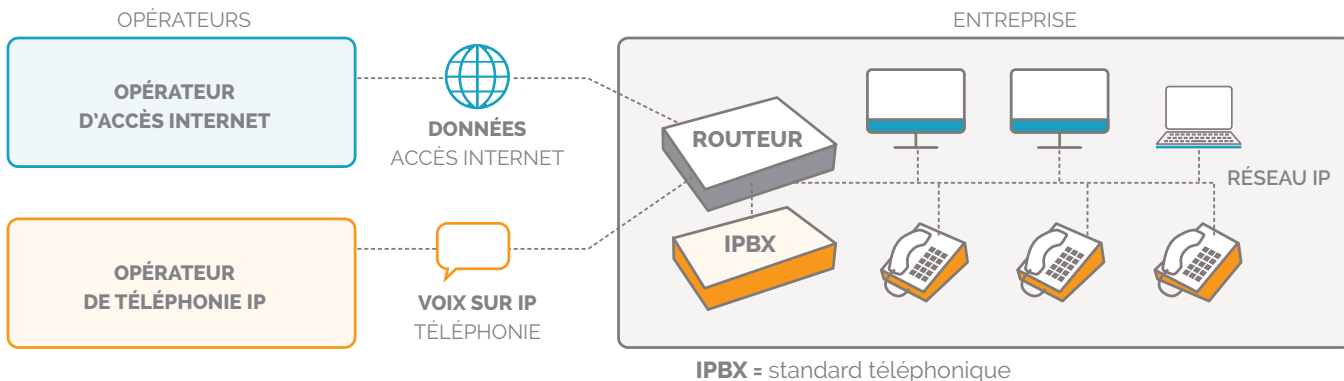 OPÉRATEURS
ENTREPRISE
OPÉRATEUR
D'ACCÈS INTERNET
DONNÉES
ACCÈS INTERNET
ROUTEUR
RÉSEAU IP
IPBX
OPÉRATEUR
DE TÉLÉPHONIE IP
VOIX SUR IP
TÉLÉPHONIE
IPBX = standard téléphonique